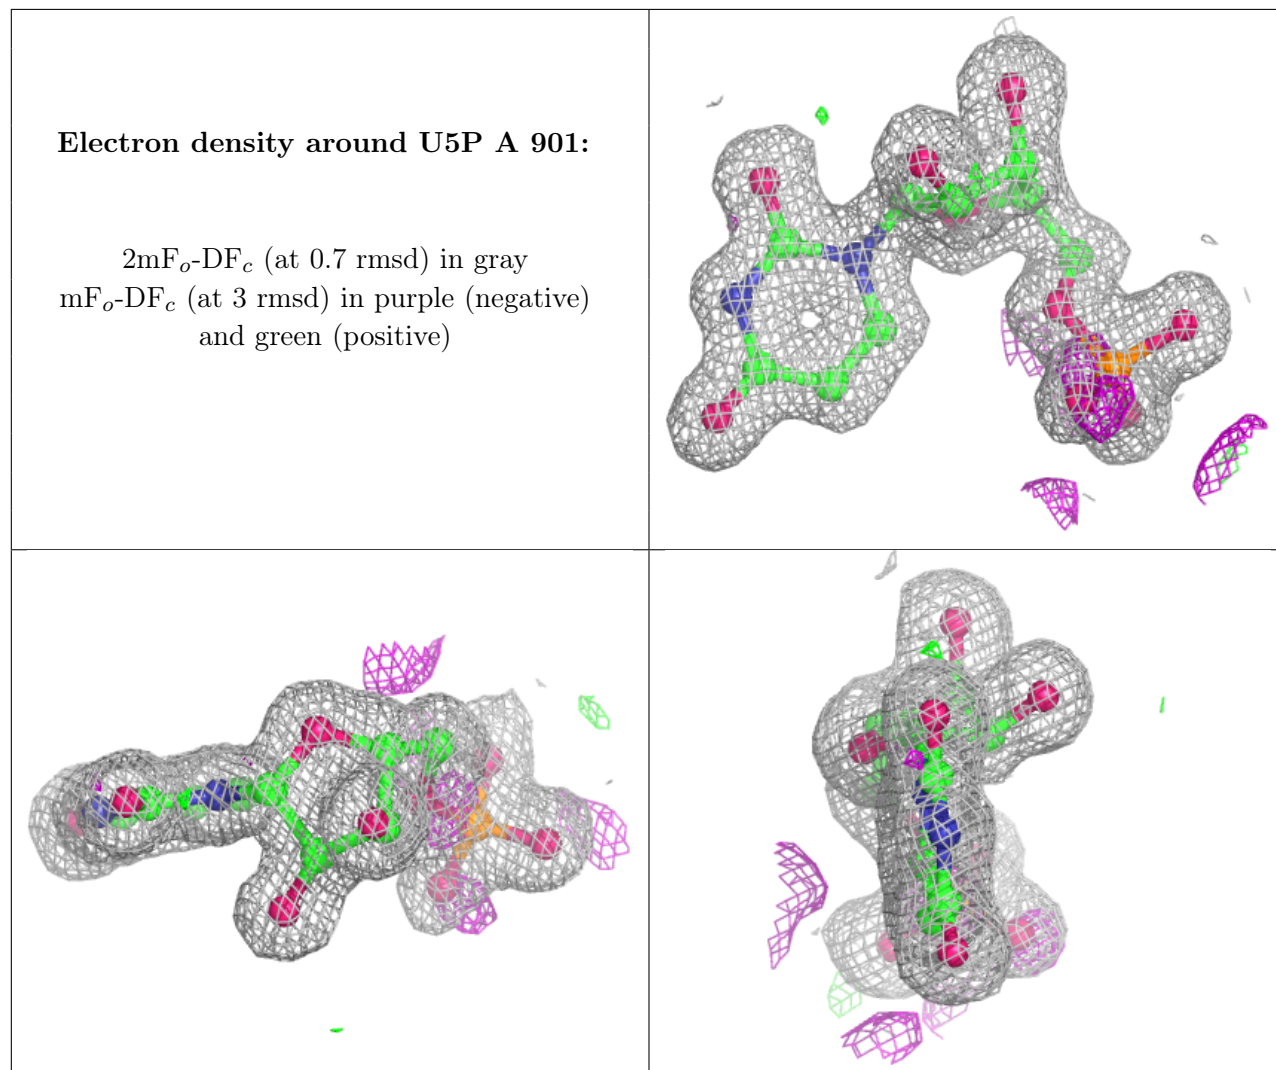 Electron density around U5P A 901:
2mFo-DFc (at 0.7 rmsd) in gray
mFo-DFc (at 3 rmsd) in purple (negative)
and green (positive)